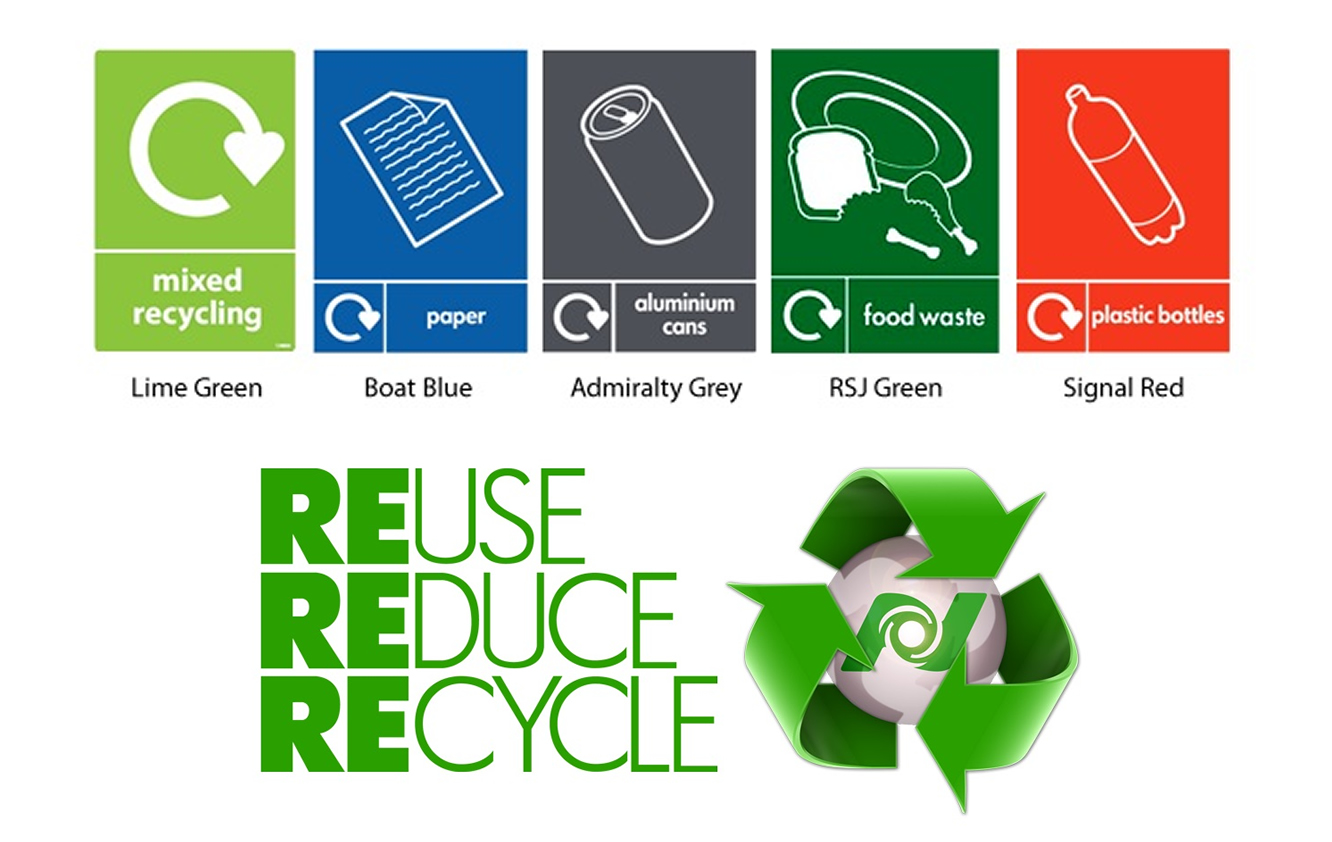 mixed
recycling
paper
aluminium
cans
food waste
plastic bottles
Lime Green
Boat Blue
Admiralty Grey
RSJ Green
Signal Red
REUSE
REDUCE
RECYCLE